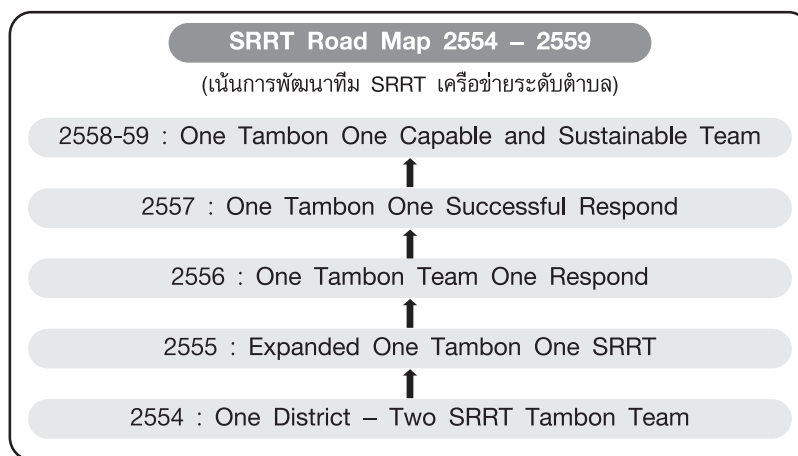 SRRT Road Map 2554 – 2559
(เน้นการพัฒนาทีม SRRT เครือข่ายระดับตำบล)
2558-59 : One Tambon One Capable and Sustainable Team
2557 : One Tambon One Successful Respond
2556 : One Tambon Team One Respond
2555 : Expanded One Tambon One SRRT
2554 : One District – Two SRRT Tambon Team